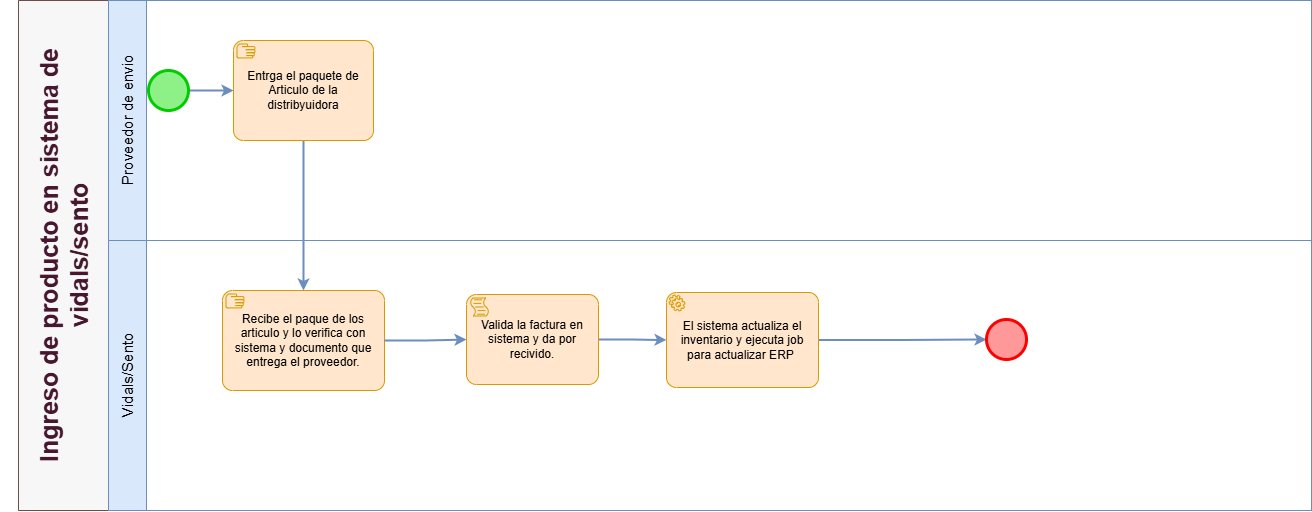 Ingreso de producto en sistema de
vidals/sento
Proveedor de envio
Entrga el paquete de
Articulo de la
distribyuidora
Vidals/Sento
Recibe el paque de los
articulo y lo verifica con
sistema y documento que
entrega el proveedor.
Valida la factura en
sistema y da por
recivido.
El sistema actualiza el
inventario y ejecuta job
para actualizar ERP